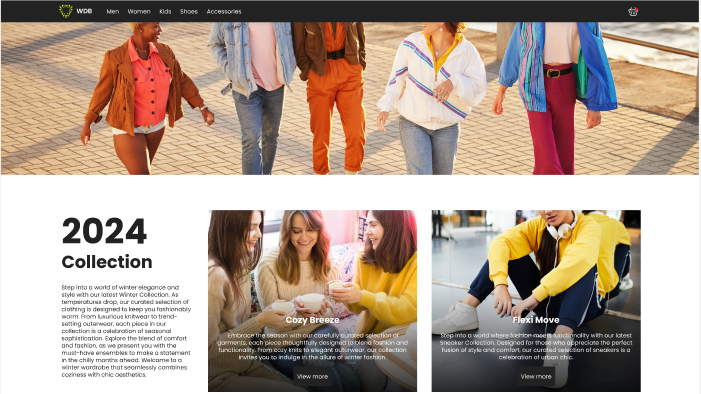 WDB Men Women Kids Shoes Accessories
2024
Collection
Step into a world of winter elegance and
style with our latest Winter Collection. As
temperatures drop, our curated selection of
clothing is designed to keep you fashionably
warm. From luxurious knitwear to trend-
setting outerwear, each piece in our
collection is a celebration of seasonal
sophistication. Explore the blend of comfort
and fashion, as we present you with the
must-have ensembles to make a statement
in the chilly months ahead. Welcome to a
winter wardrobe that seamlessly combines
coziness with chic aesthetics.
Cozy Breeze
Embrace the season with our carefully curated selection of
garments, each piece thoughtfully designed to blend fashion and
functionality. From cozy knits to elegant outerwear, our collection
invites you to indulge in the allure of winter fashion.
View more
Flexi Move
Step into a world where fashion meets functionality with our latest
Sneaker Collection. Designed for those who appreciate the perfect
fusion of style and comfort, our curated selection of sneakers is a
celebration of urban chic.
View more